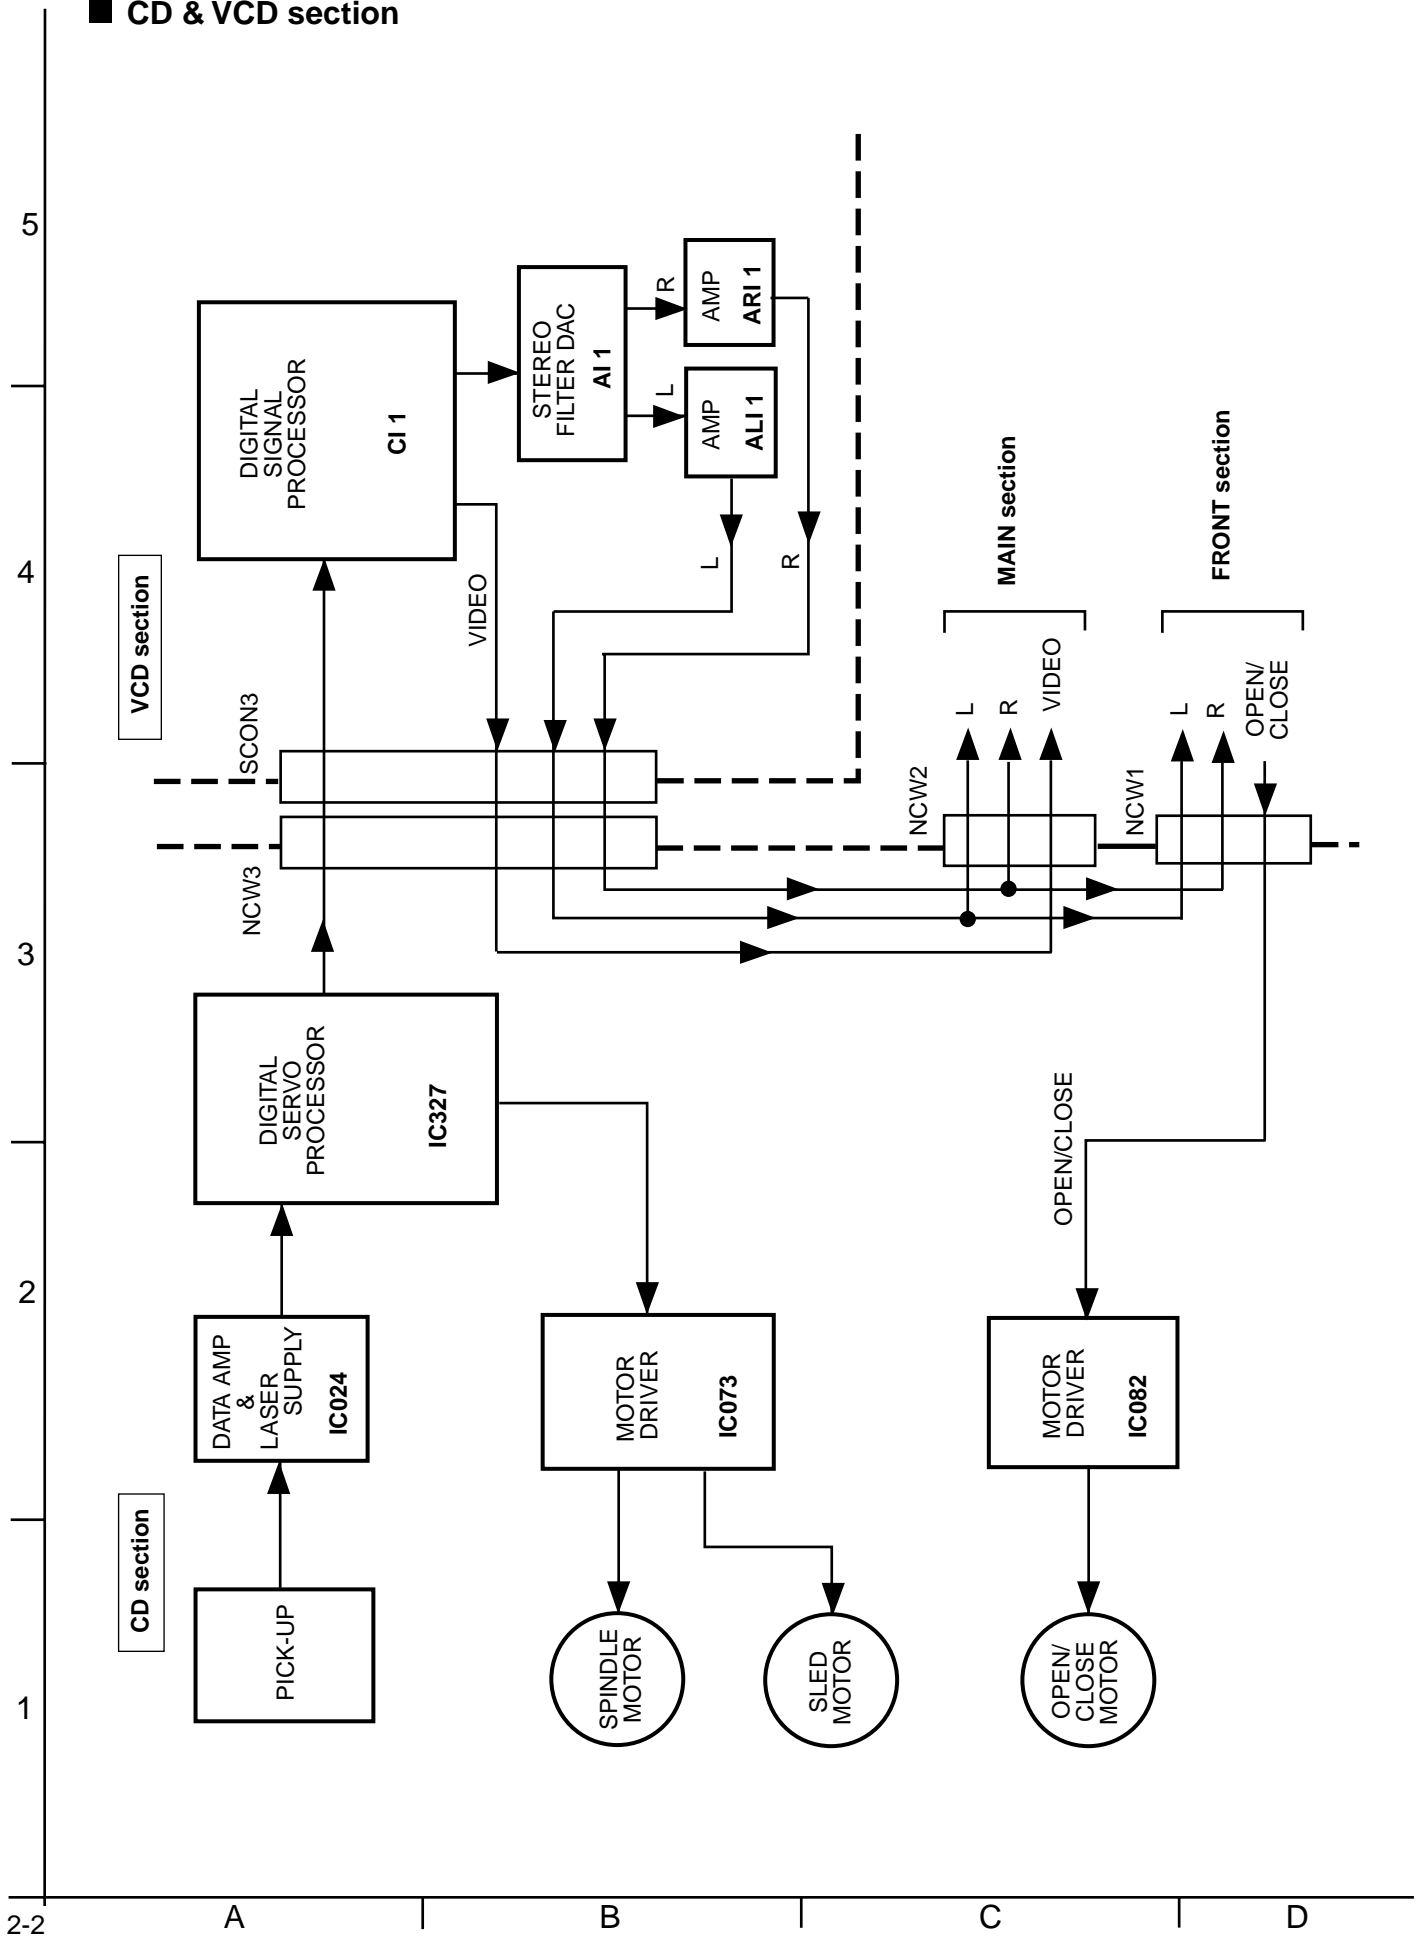 CD & VCD section
5
4
3
2
1
2-2
A
B
C
D
VCD section
DIGITAL
SIGNAL
PROCESSOR
CI 1
STEREO
FILTER DAC
AI 1
R
L
AMP
ARI 1
AMP
ALI 1
VIDEO
L
R
SCON3
NCW3
MAIN section
FRONT section
L
R
VIDEO
L
R
OPEN/
CLOSE
NCW2
NCW1
CD section
DIGITAL
SERVO
PROCESSOR
IC327
DATA AMP
&
LASER
SUPPLY
IC024
PICK-UP
MOTOR
DRIVER
IC073
SPINDLE
MOTOR
SLED
MOTOR
OPEN/CLOSE
MOTOR
DRIVER
IC082
OPEN/
CLOSE
MOTOR